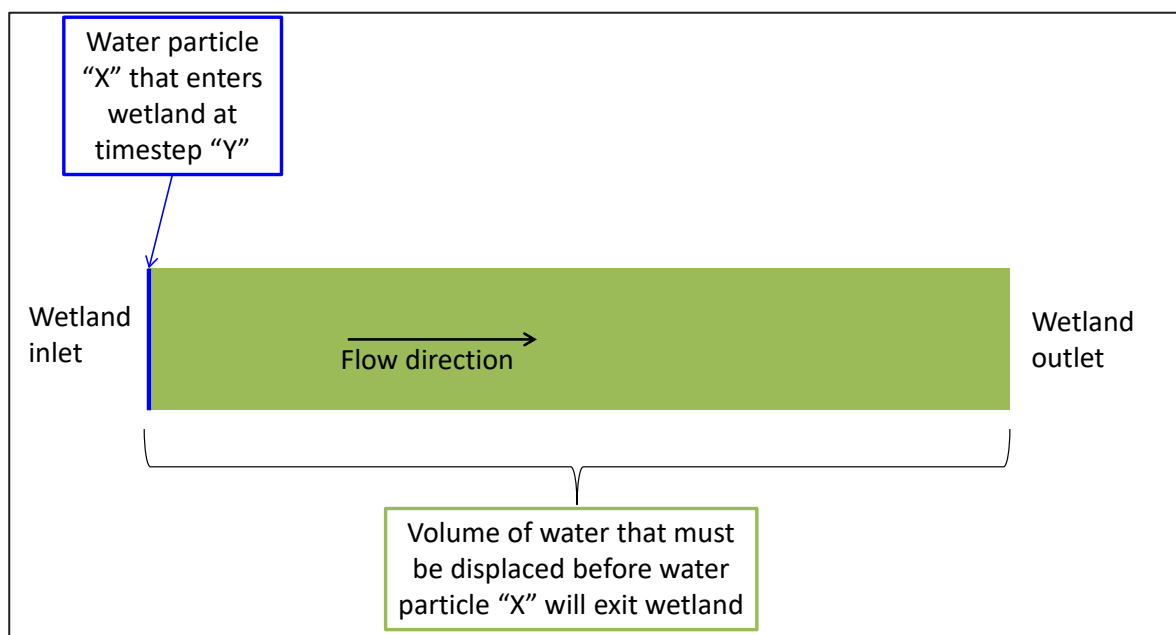 Water particle
“X” that enters
wetland at
timestep “Y”
Wetland
inlet
Flow direction
Wetland
outlet
Volume of water that must
be displaced before water
particle “X” will exit wetland